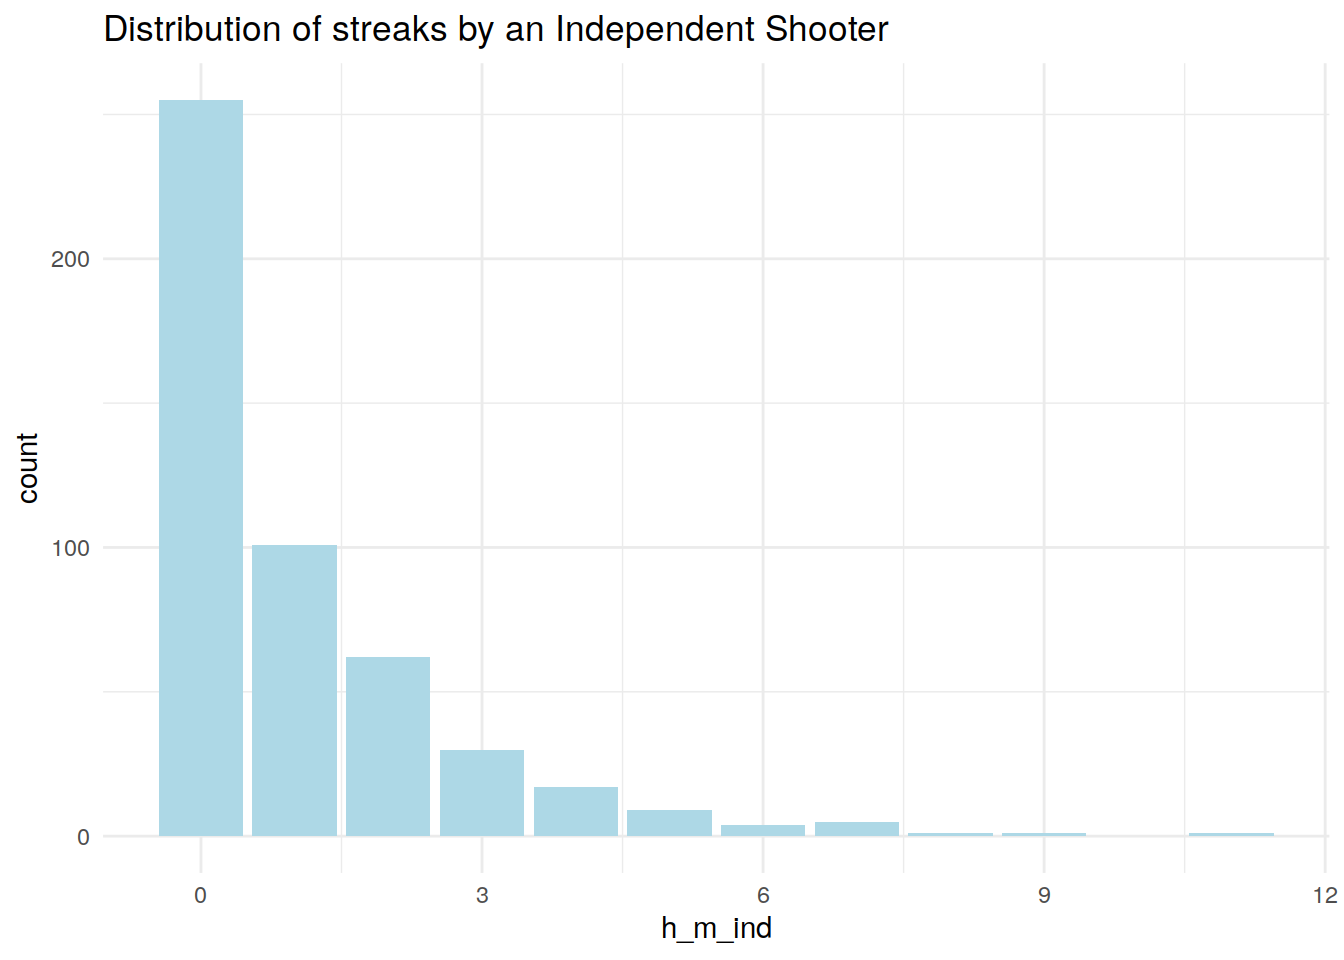 Distribution of streaks by an Independent Shooter
count
200
100
0
0 3 6 9 12
h_m_ind